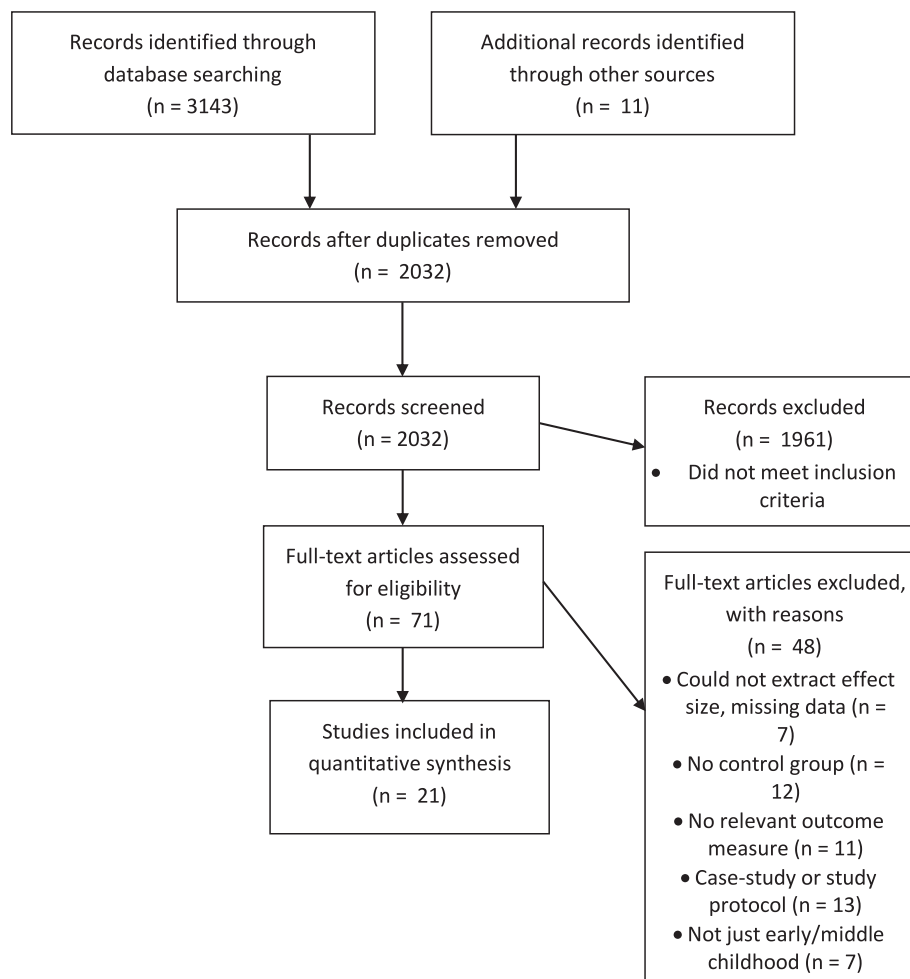 Records identified through
database searching
(n = 3143)
Additional records identified
through other sources
(n = 11)
Records after duplicates removed
(n = 2032)
Records screened
(n = 2032)
Records excluded
(n = 1961)
• Did not meet inclusion
criteria
Full-text articles assessed
for eligibility
(n = 71)
Full-text articles excluded,
with reasons
(n = 48)
• Could not extract effect
size, missing data (n =
7)
• No control group (n =
12)
• No relevant outcome
measure (n = 11)
• Case-study or study
protocol (n = 13)
• Not just early/middle
childhood (n = 7)
Studies included in
quantitative synthesis
(n = 21)